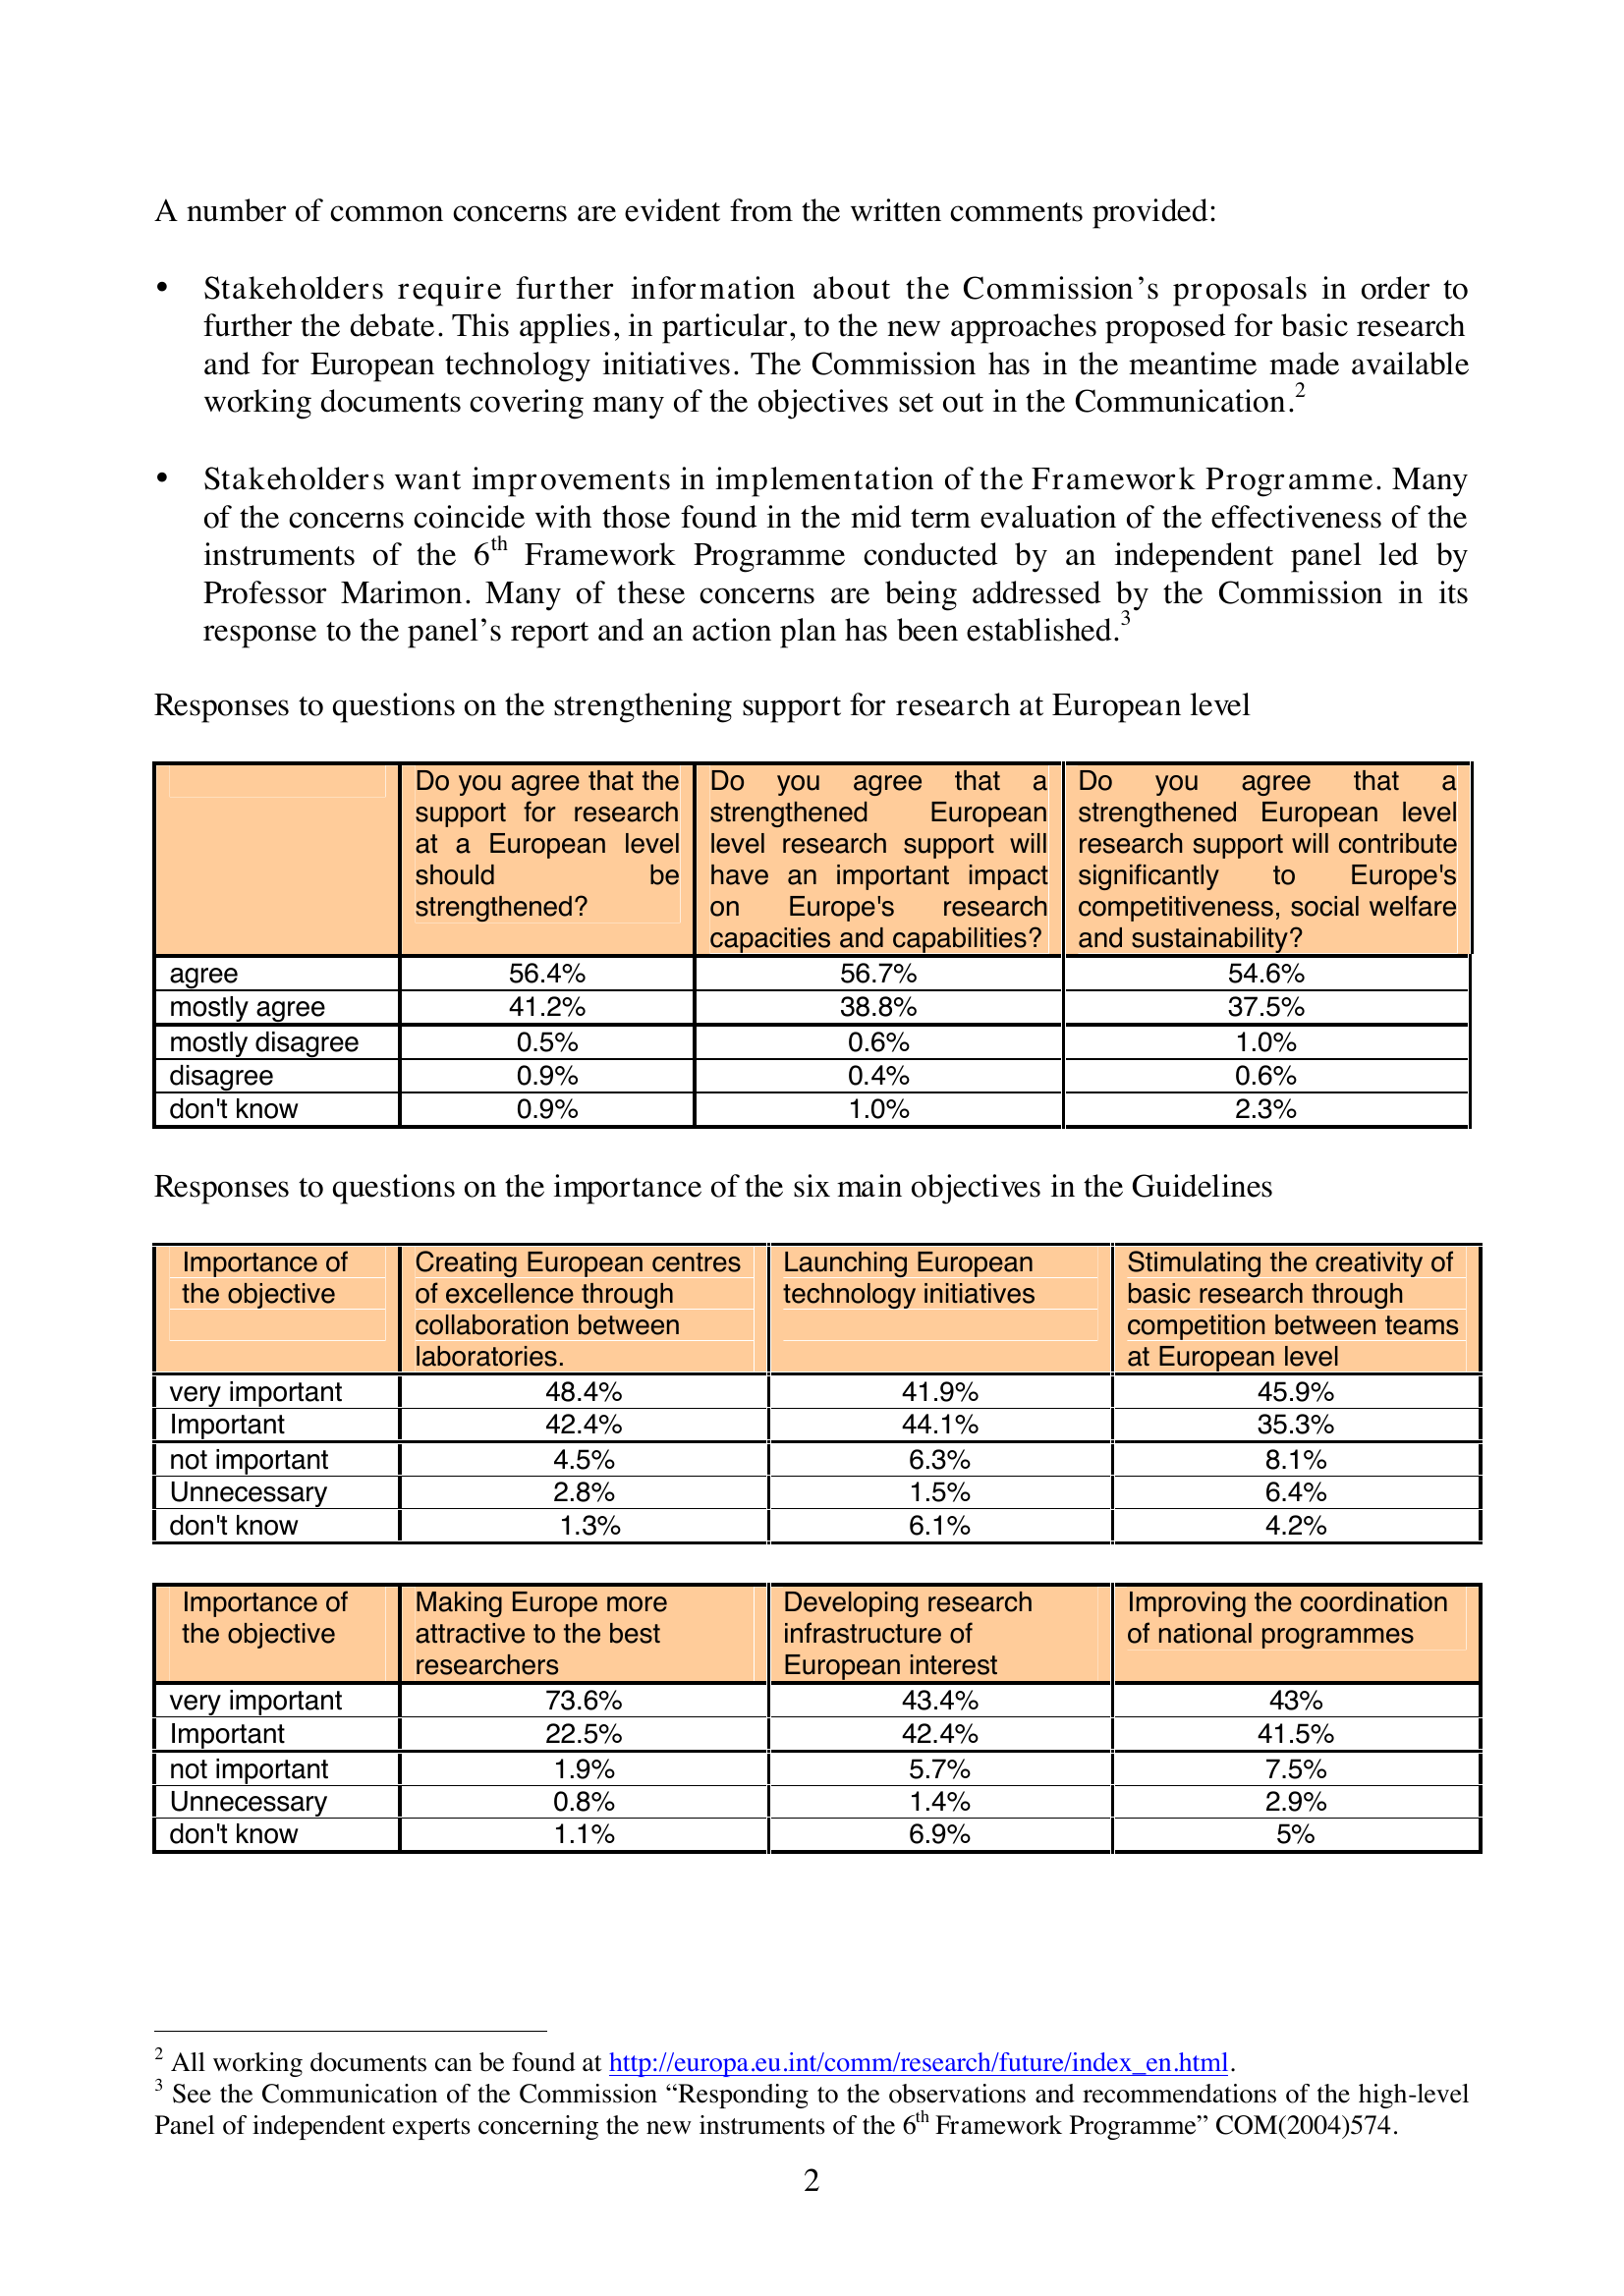 A number of common concerns are evident from the written comments provided:
• Stakeholders require further information about the Commission’s proposals in order to
further the debate. This applies, in particular, to the new approaches proposed for basic research
and for European technology initiatives. The Commission has in the meantime made available
working documents covering many of the objectives set out in the Communication.2
• Stakeholders want improvements in implementation of the Framework Programme. Many
of the concerns coincide with those found in the mid term evaluation of the effectiveness of the
instruments of the 6th Framework Programme conducted by an independent panel led by
Professor Marimon. Many of these concerns are being addressed by the Commission in its
response to the panel’s report and an action plan has been established.3
Responses to questions on the strengthening support for research at European level
Do you agree that the
support for research
at a European level
should be
strengthened?
Do you agree that a
strengthened European
level research support will
have an important impact
on Europe's research
capacities and capabilities?
Do you agree that a
strengthened European level
research support will contribute
significantly to Europe's
competitiveness, social welfare
and sustainability?
agree 56.4% 56.7% 54.6%
mostly agree 41.2% 38.8% 37.5%
mostly disagree 0.5% 0.6% 1.0%
disagree 0.9% 0.4% 0.6%
don't know 0.9% 1.0% 2.3%
Responses to questions on the importance of the six main objectives in the Guidelines
Importance of
the objective
Creating European centres
of excellence through
collaboration between
laboratories.
Launching European
technology initiatives
Stimulating the creativity of
basic research through
competition between teams
at European level
very important 48.4% 41.9% 45.9%
Important 42.4% 44.1% 35.3%
not important 4.5% 6.3% 8.1%
Unnecessary 2.8% 1.5% 6.4%
don't know 1.3% 6.1% 4.2%
Importance of
the objective
Making Europe more
attractive to the best
researchers
Developing research
infrastructure of
European interest
Improving the coordination
of national programmes
very important 73.6% 43.4% 43%
Important 22.5% 42.4% 41.5%
not important 1.9% 5.7% 7.5%
Unnecessary 0.8% 1.4% 2.9%
don't know 1.1% 6.9% 5%
2 All working documents can be found at http://europa.eu.int/comm/research/future/index_en.html.
3 See the Communication of the Commission “Responding to the observations and recommendations of the high-level
Panel of independent experts concerning the new instruments of the 6th Framework Programme” COM(2004)574.
2